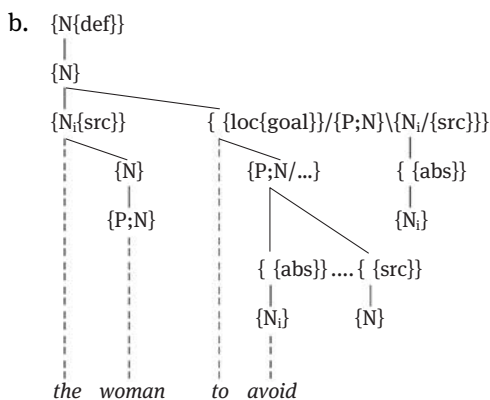 b. {N{def}}
{N}
{Nᵢ{src}} { {loc{goal}}/{P;N}\{Nᵢ/{src}}}
{N} {P;N/...} { {abs}}
{P;N} {Nᵢ}
{ {abs}}....{ {src}}
{Nᵢ} {N}
the woman to avoid